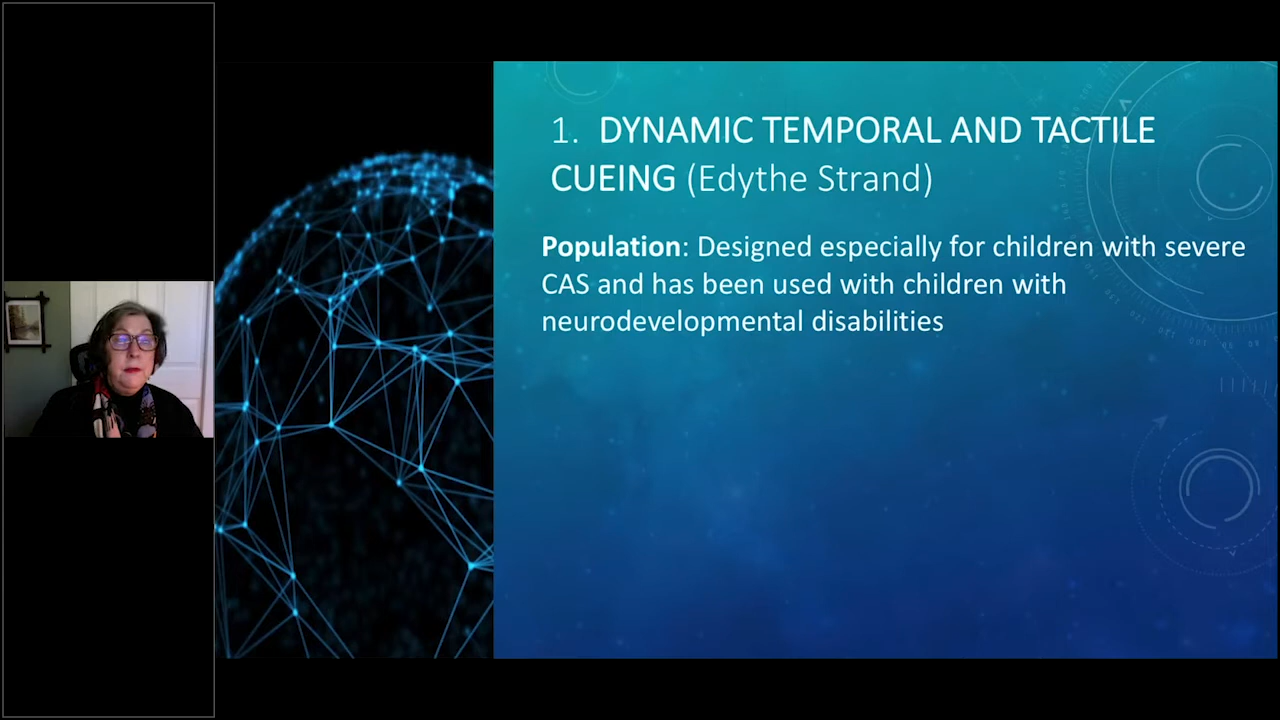 1. DYNAMIC TEMPORAL AND TACTILE
CUEING (Edythe Strand)
Population: Designed especially for children with severe
CAS and has been used with children with
neurodevelopmental disabilities